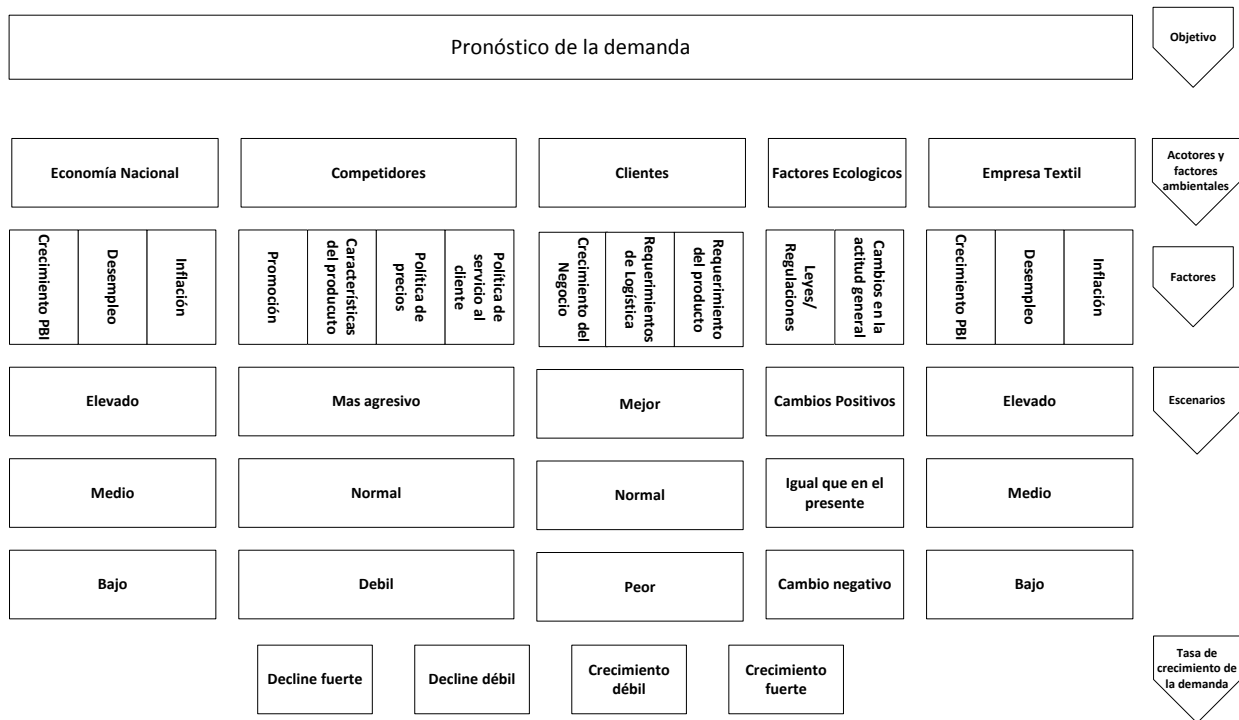 Pronóstico de la demanda
Objetivo
Economía Nacional
Competidores
Clientes
Factores Ecologicos
Empresa Textil
Acotores y
factores
ambientales
Crecimiento PBI
Desempleo
Inflación
Promoción
Características
del producuto
Política de
precios
Política de
servicio al
cliente
Crecimiento del
Negocio
Requerimientos
de Logística
Requerimiento
del producto
Leyes/
Regulaciones
Cambios en la
actitud general
Crecimiento PBI
Desempleo
Inflación
Factores
Elevado
Mas agresivo
Mejor
Cambios Positivos
Elevado
Escenarios
Medio
Normal
Normal
Igual que en el
presente
Medio
Bajo
Debil
Peor
Cambio negativo
Bajo
Decline fuerte
Decline débil
Crecimiento
débil
Crecimiento
fuerte
Tasa de
crecimiento de
la demanda